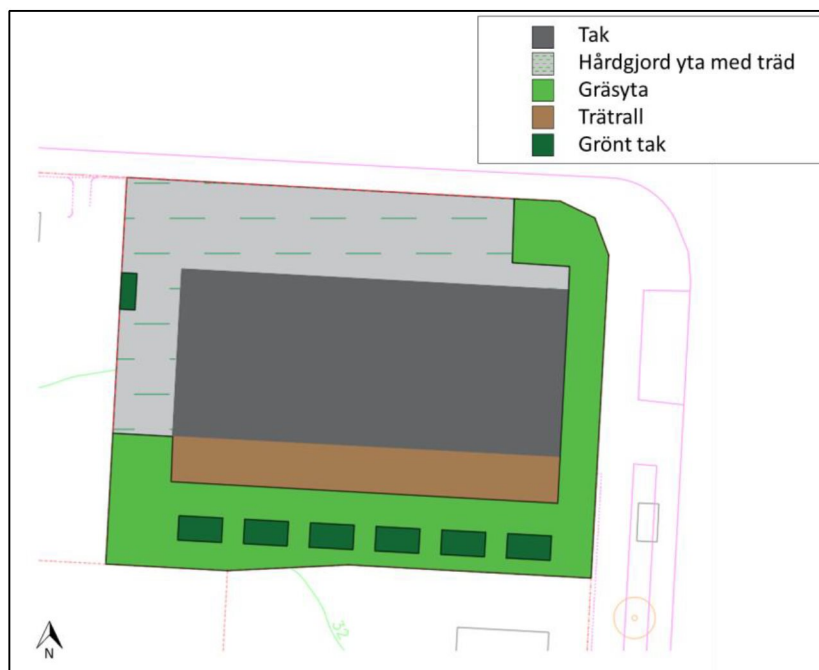 Tak
Hårdgjord yta med träd
Gräsyta
Trätrall
Grönt tak
32
N